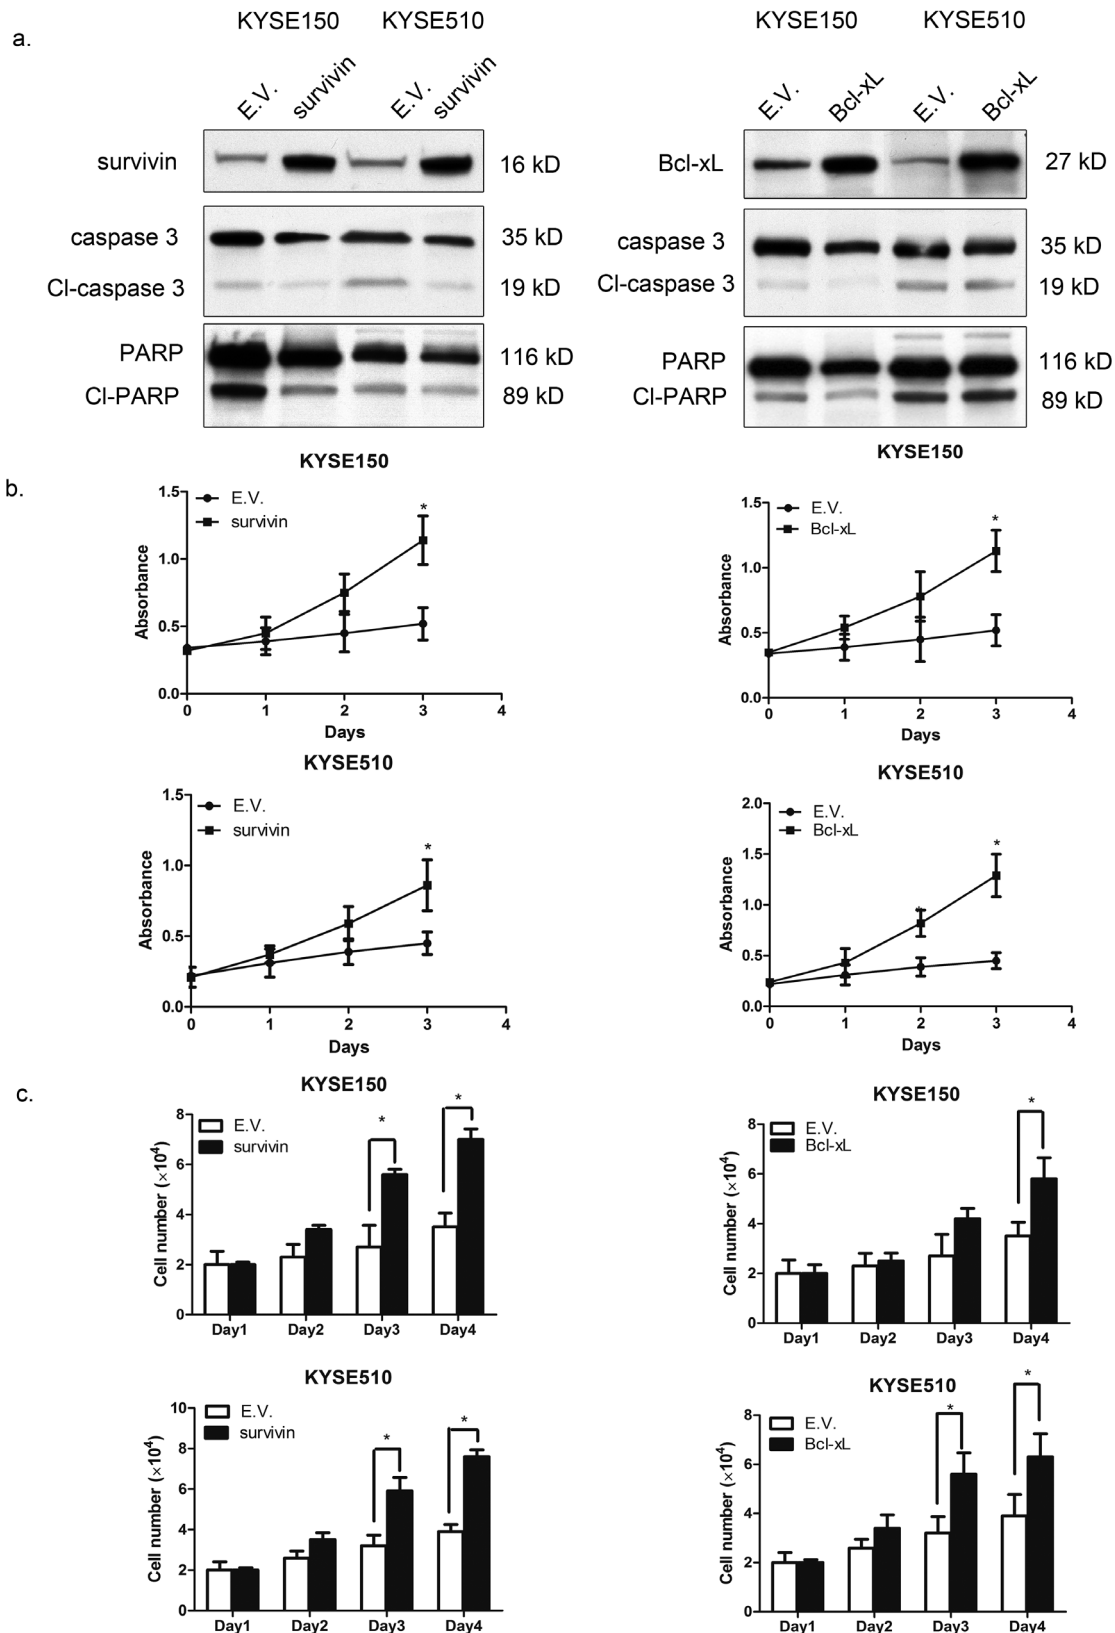 a.
KYSE150 KYSE510
E.V. survivin E.V. survivin
survivin 16 kD
caspase 3 35 kD
Cl-caspase 3 19 kD
PARP 116 kD
Cl-PARP 89 kD
KYSE150 KYSE510
E.V. Bcl-xL E.V. Bcl-xL
Bcl-xL 27 kD
caspase 3 35 kD
Cl-caspase 3 19 kD
PARP 116 kD
Cl-PARP 89 kD
b.
KYSE150
E.V.
survivin
*
Absorbance
1.5
1.0
0.5
0.0
0 1 2 3 4
Days
KYSE150
E.V.
Bcl-xL
*
Absorbance
1.5
1.0
0.5
0.0
0 1 2 3 4
Days
KYSE510
E.V.
survivin
*
Absorbance
1.5
1.0
0.5
0.0
0 1 2 3 4
Days
KYSE510
E.V.
Bcl-xL
*
Absorbance
2.0
1.5
1.0
0.5
0.0
0 1 2 3 4
Days
c.
KYSE150
E.V.
survivin
* *
Cell number (×10⁴)
8
6
4
2
0
Day1 Day2 Day3 Day4
KYSE150
E.V.
Bcl-xL
*
Cell number (×10⁴)
8
6
4
2
0
Day1 Day2 Day3 Day4
KYSE510
E.V.
survivin
* *
Cell number (×10⁴)
10
8
6
4
2
0
Day1 Day2 Day3 Day4
KYSE510
E.V.
Bcl-xL
* *
Cell number (×10⁴)
8
6
4
2
0
Day1 Day2 Day3 Day4